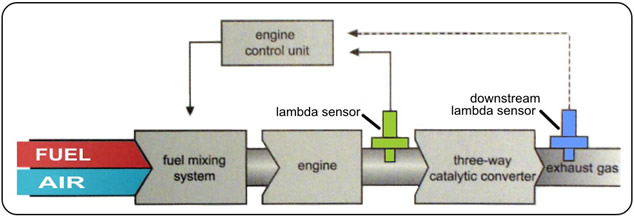 engine
control unit
lambda sensor
downstream
lambda sensor
FUEL
AIR
fuel mixing
system
engine
three-way
catalytic converter
exhaust gas